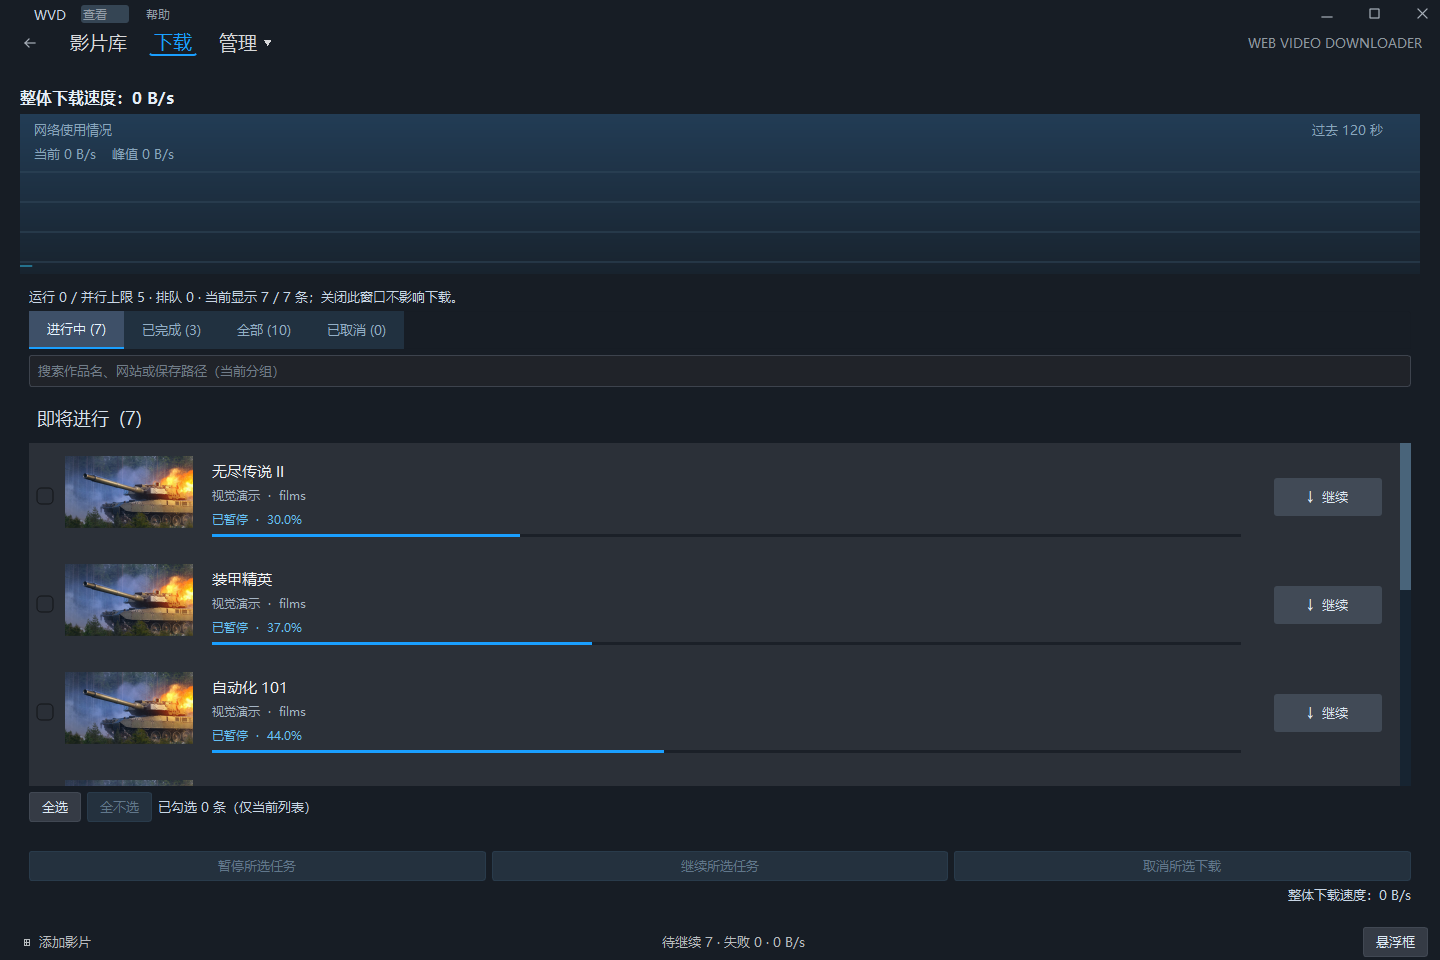 WVD 查看 帮助
影片库 下载 管理
WEB VIDEO DOWNLOADER
整体下载速度：0 B/s
网络使用情况
过去 120 秒
当前 0 B/s 峰值 0 B/s
运行 0 / 并行上限 5 · 排队 0 · 当前显示 7 / 7 条；关闭此窗口不影响下载。
进行中 (7) 已完成 (3) 全部 (10) 已取消 (0)
搜索作品名、网站或保存路径（当前分组）
即将进行（7）
无尽传说 II
视觉演示 · films
已暂停 · 30.0%
↓ 继续
装甲精英
视觉演示 · films
已暂停 · 37.0%
↓ 继续
自动化 101
视觉演示 · films
已暂停 · 44.0%
↓ 继续
全选 全不选 已勾选 0 条（仅当前列表）
暂停所选任务 继续所选任务 取消所选下载
整体下载速度：0 B/s
添加影片 待继续 7 · 失败 0 · 0 B/s 悬浮框